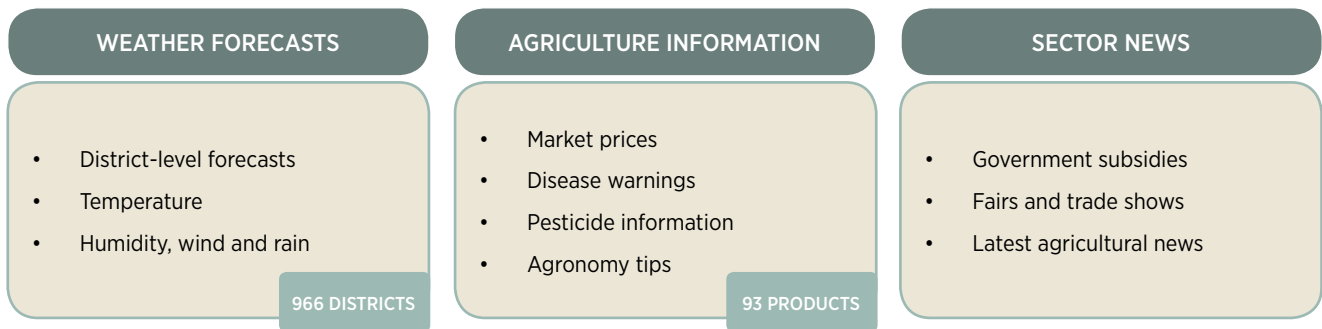 WEATHER FORECASTS
• District-level forecasts
• Temperature
• Humidity, wind and rain
966 DISTRICTS
AGRICULTURE INFORMATION
• Market prices
• Disease warnings
• Pesticide information
• Agronomy tips
93 PRODUCTS
SECTOR NEWS
• Government subsidies
• Fairs and trade shows
• Latest agricultural news